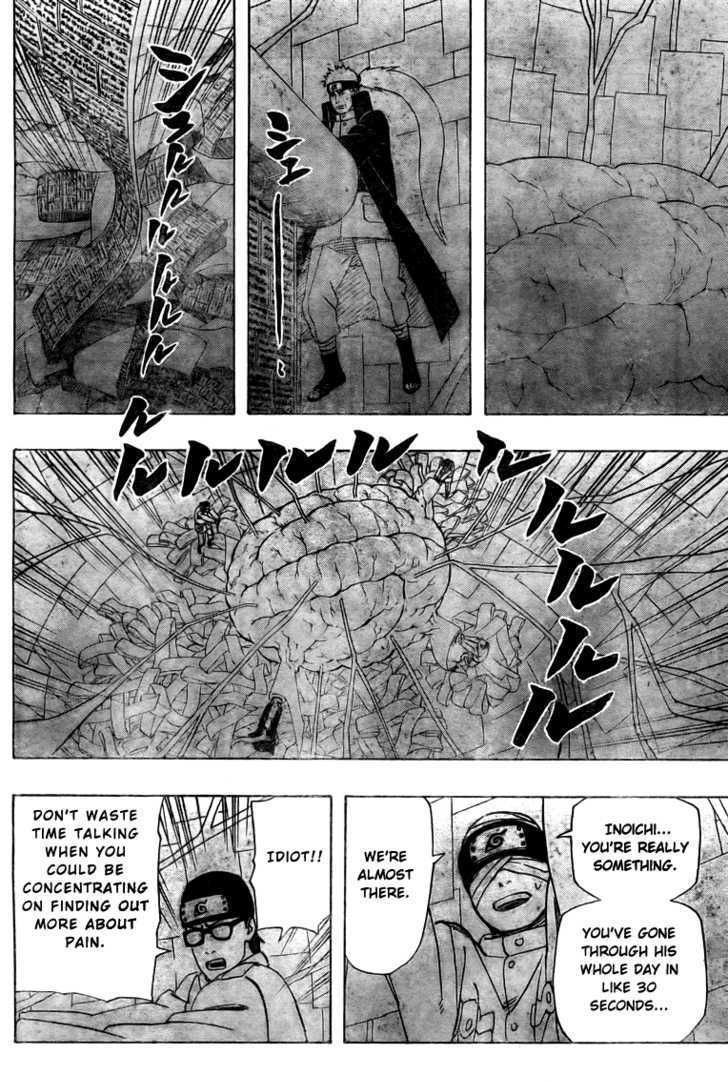 シュルルルルルル
シュ
ー
ルルルルルルルルルル
INOICHI...
YOU'RE REALLY
SOMETHING.
YOU'VE GONE
THROUGH HIS
WHOLE DAY IN
LIKE 30
SECONDS...
WE'RE
ALMOST
THERE.
IDIOT!!
DON'T WASTE
TIME TALKING
WHEN YOU
COULD BE
CONCENTRATING
ON FINDING OUT
MORE ABOUT
PAIN.